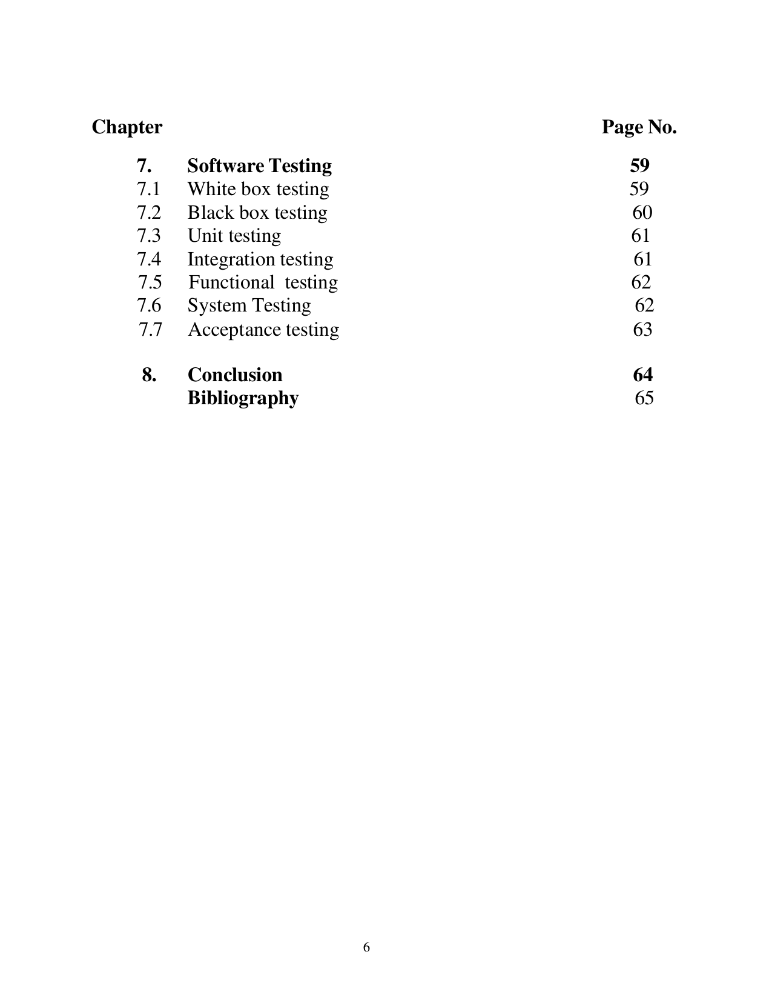 Chapter Page No.
7. Software Testing 59
7.1 White box testing 59
7.2 Black box testing 60
7.3 Unit testing 61
7.4 Integration testing 61
7.5 Functional testing 62
7.6 System Testing 62
7.7 Acceptance testing 63
8. Conclusion 64
Bibliography 65
6